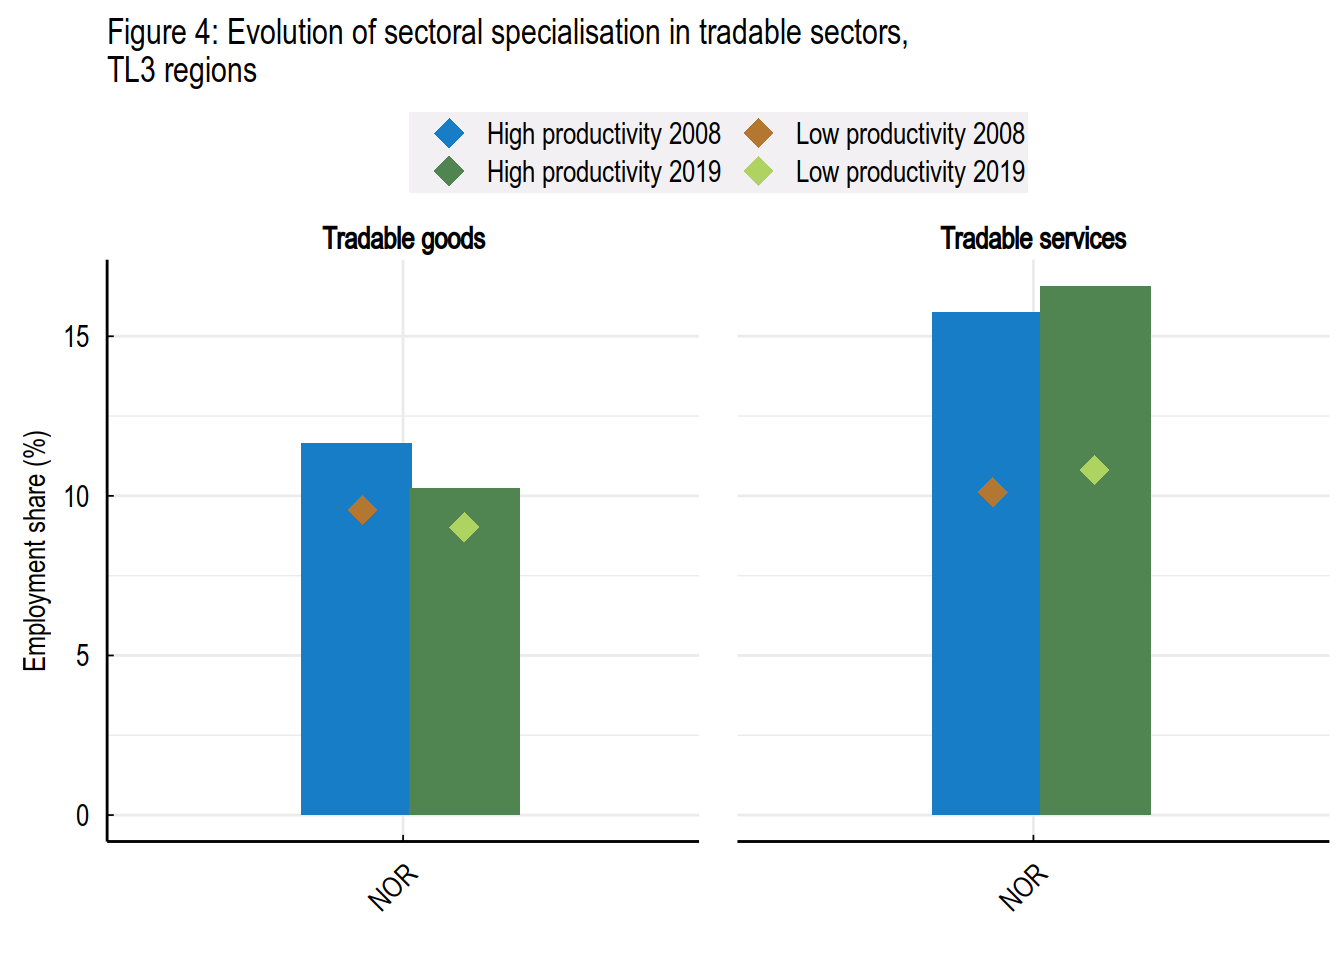 Figure 4: Evolution of sectoral specialisation in tradable sectors,
TL3 regions
High productivity 2008
Low productivity 2008
High productivity 2019
Low productivity 2019
Tradable goods
Tradable services
Employment share (%)
15
10
5
0
NOR
NOR